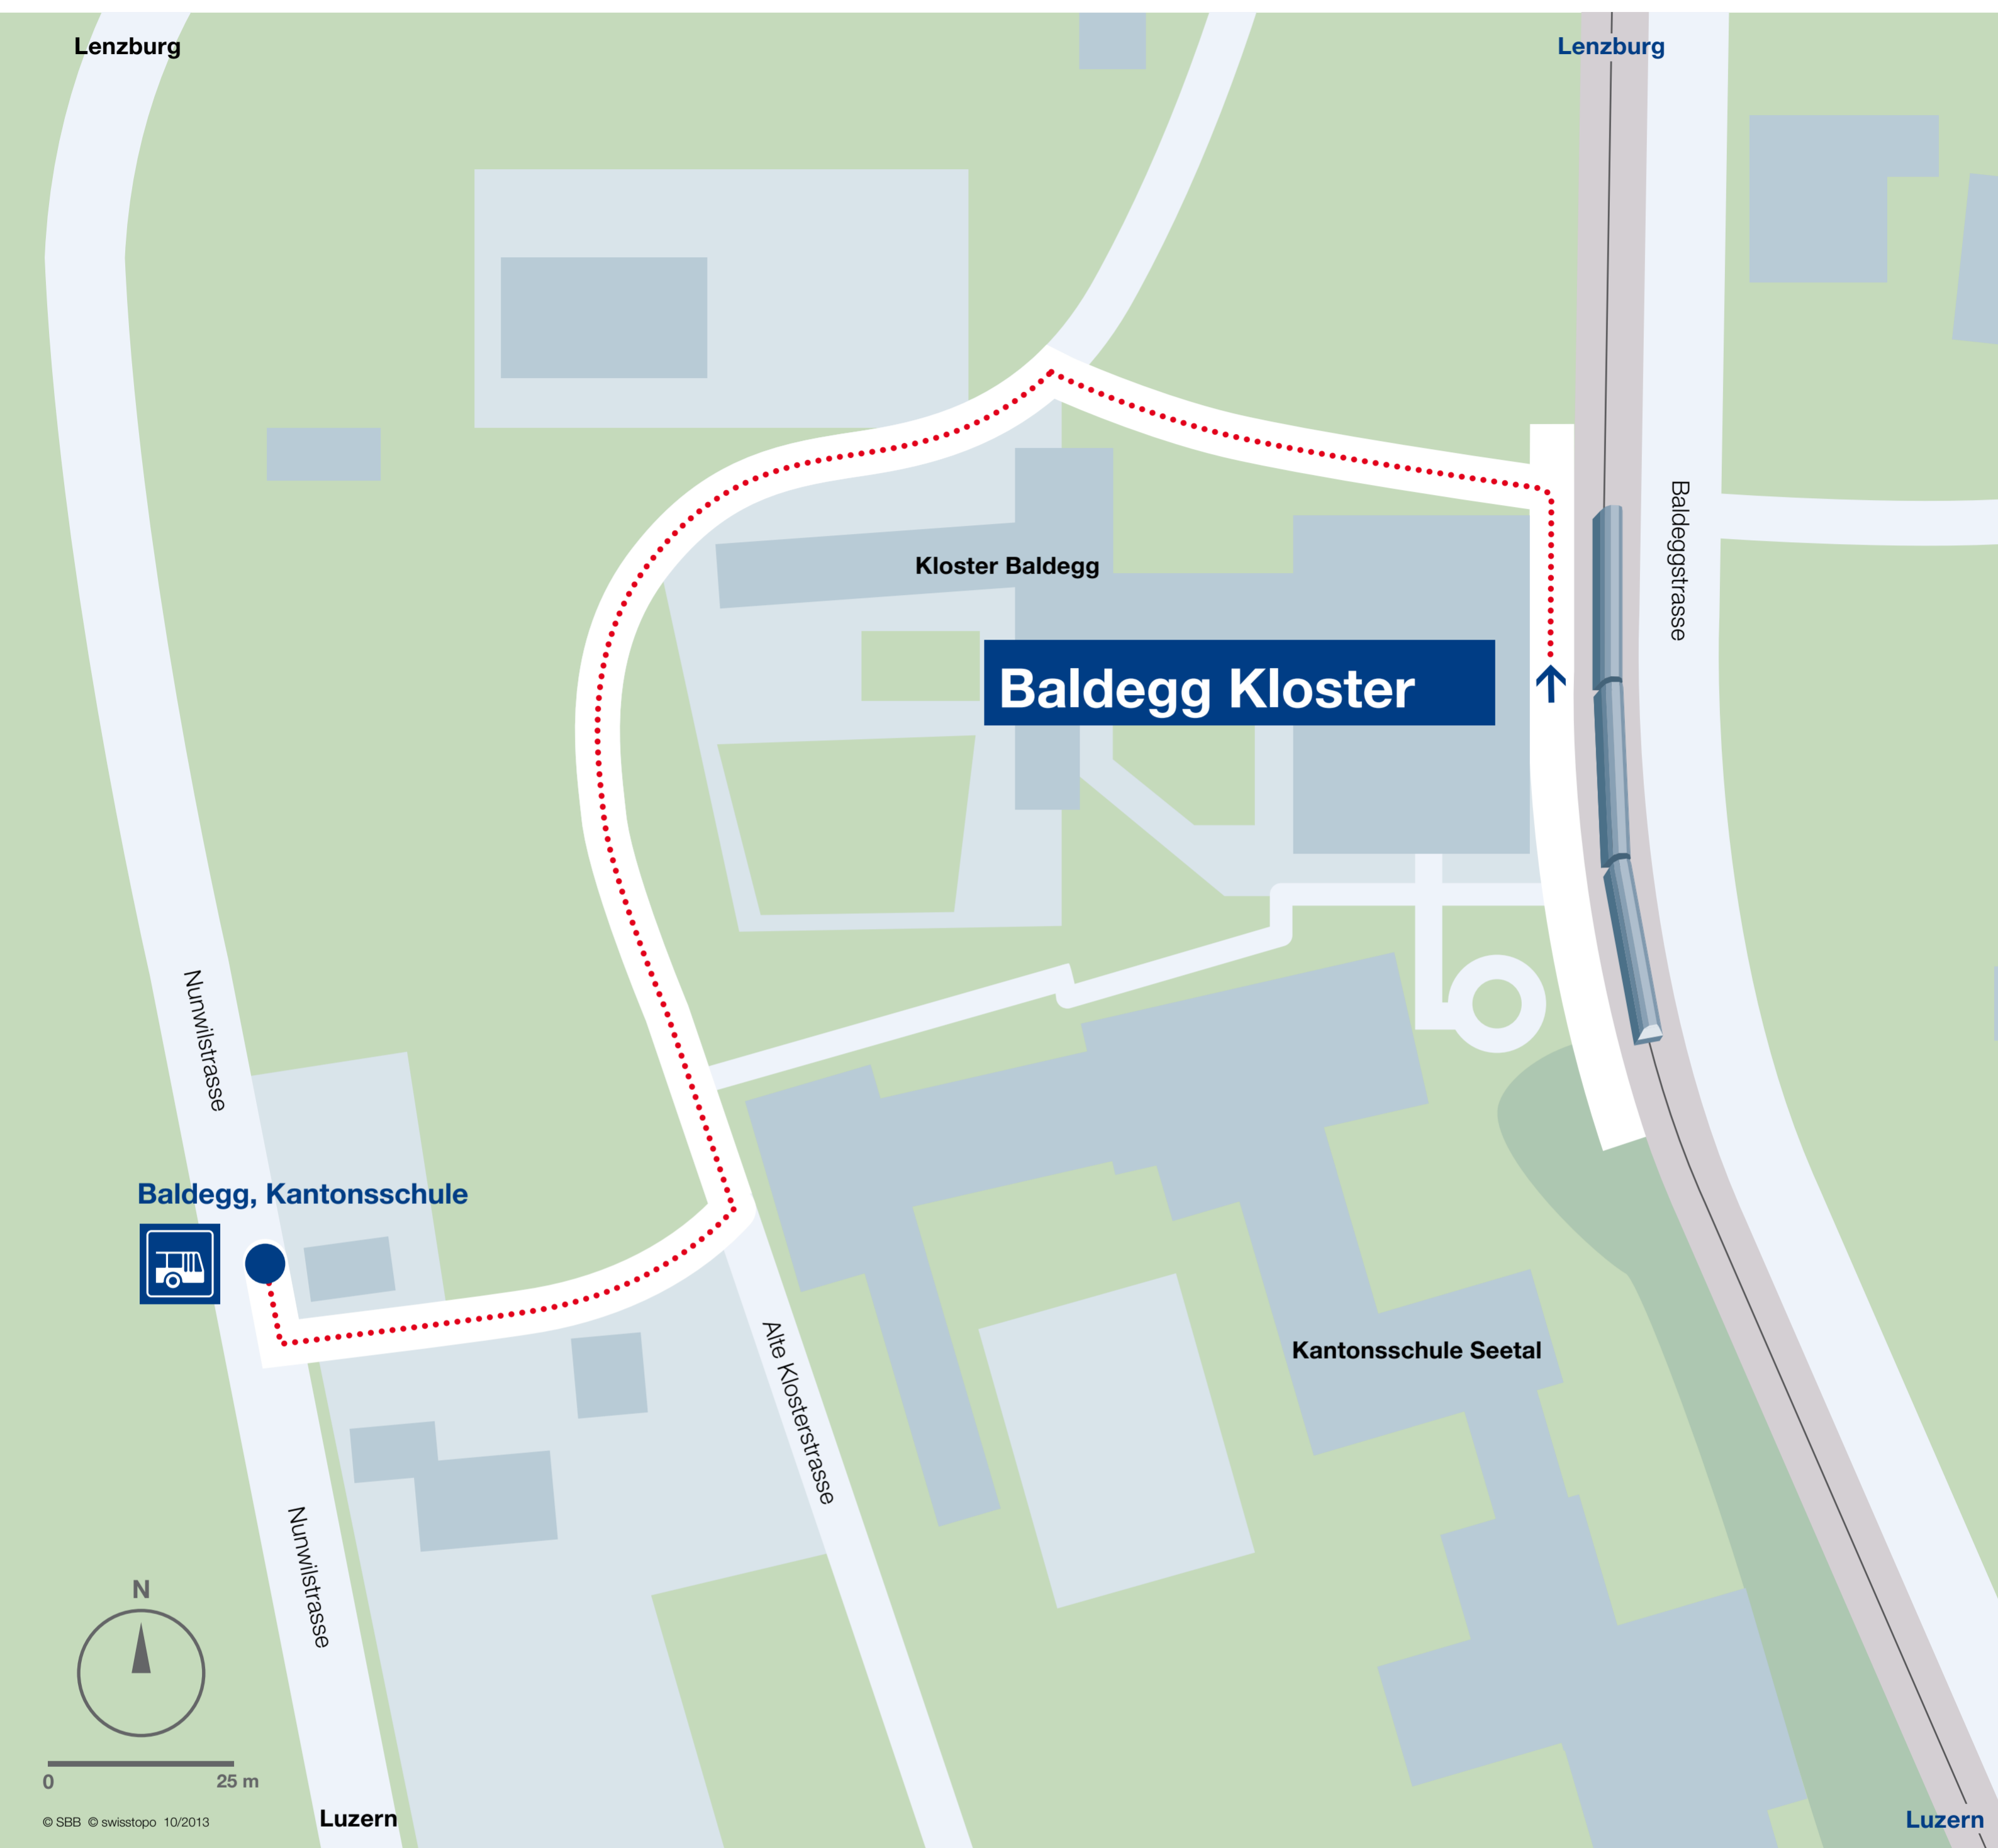 Lenzburg
Lenzburg
Baldeggstrasse
Kloster Baldegg
Baldegg Kloster
Nunwilstrasse
Baldegg, Kantonsschule
Alte Klosterstrasse
Kantonsschule Seetal
Nunwilstrasse
N
0
25 m
© SBB © swisstopo 10/2013
Luzern
Luzern